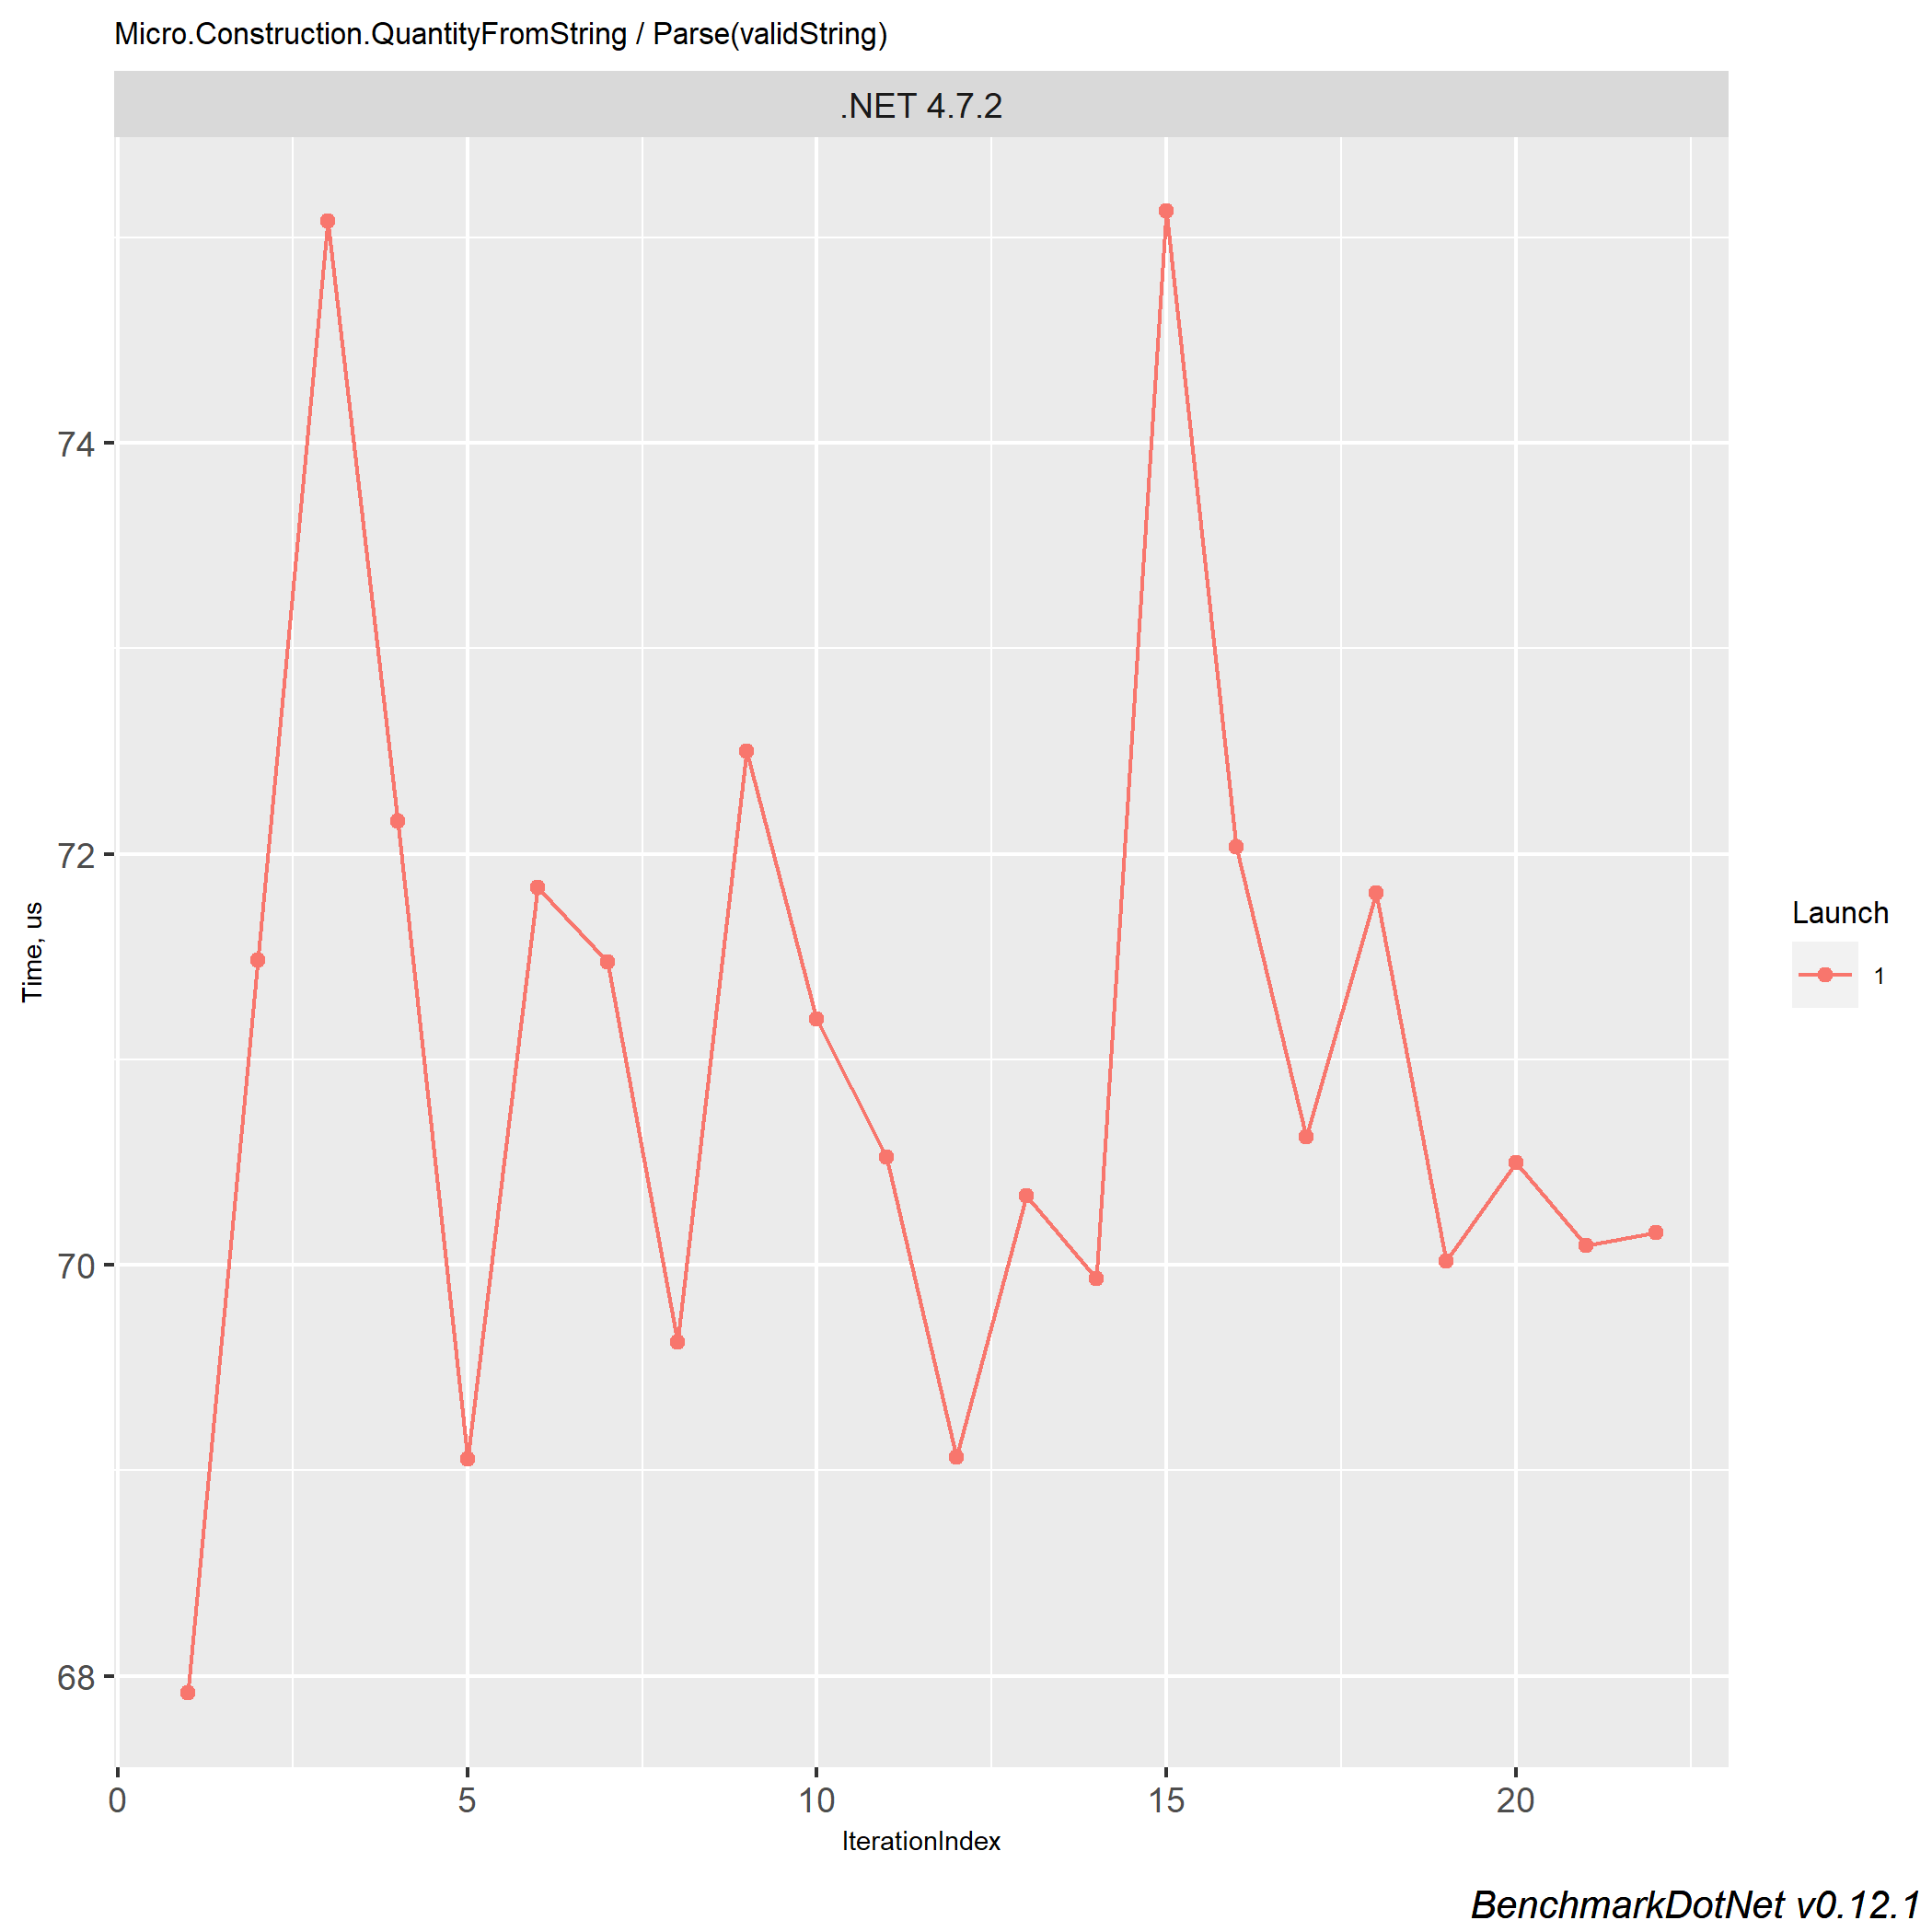 Micro.Construction.QuantityFromString / Parse(validString)
.NET 4.7.2
74
72
70
68
Time, us
0 5 10 15 20
IterationIndex
Launch
1
BenchmarkDotNet v0.12.1